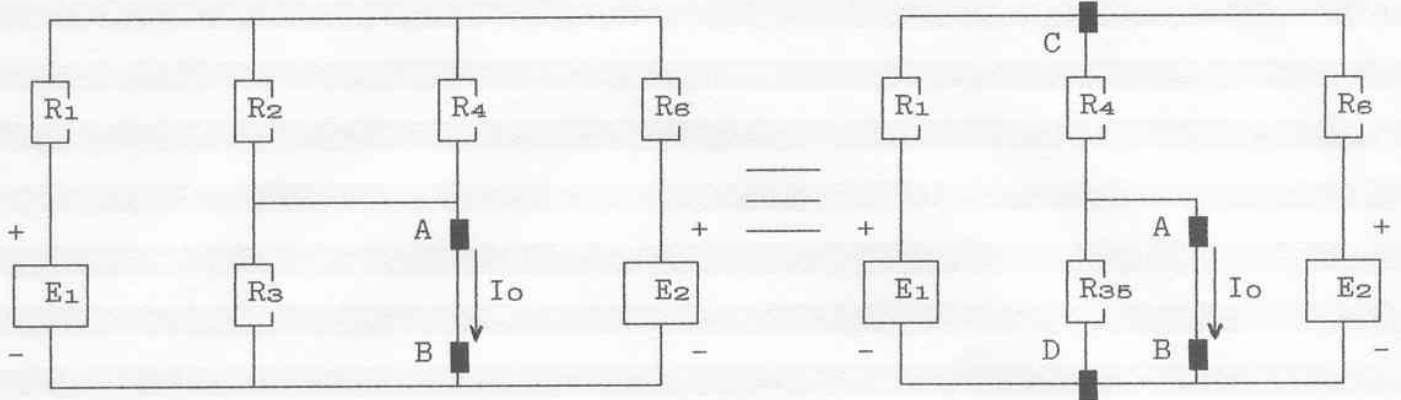 C
R1 R2 R4 R6 R1 R4 R6
A A
+ + + +
E1 R3 Io E2 E1 R35 Io E2
B D B
- - - -